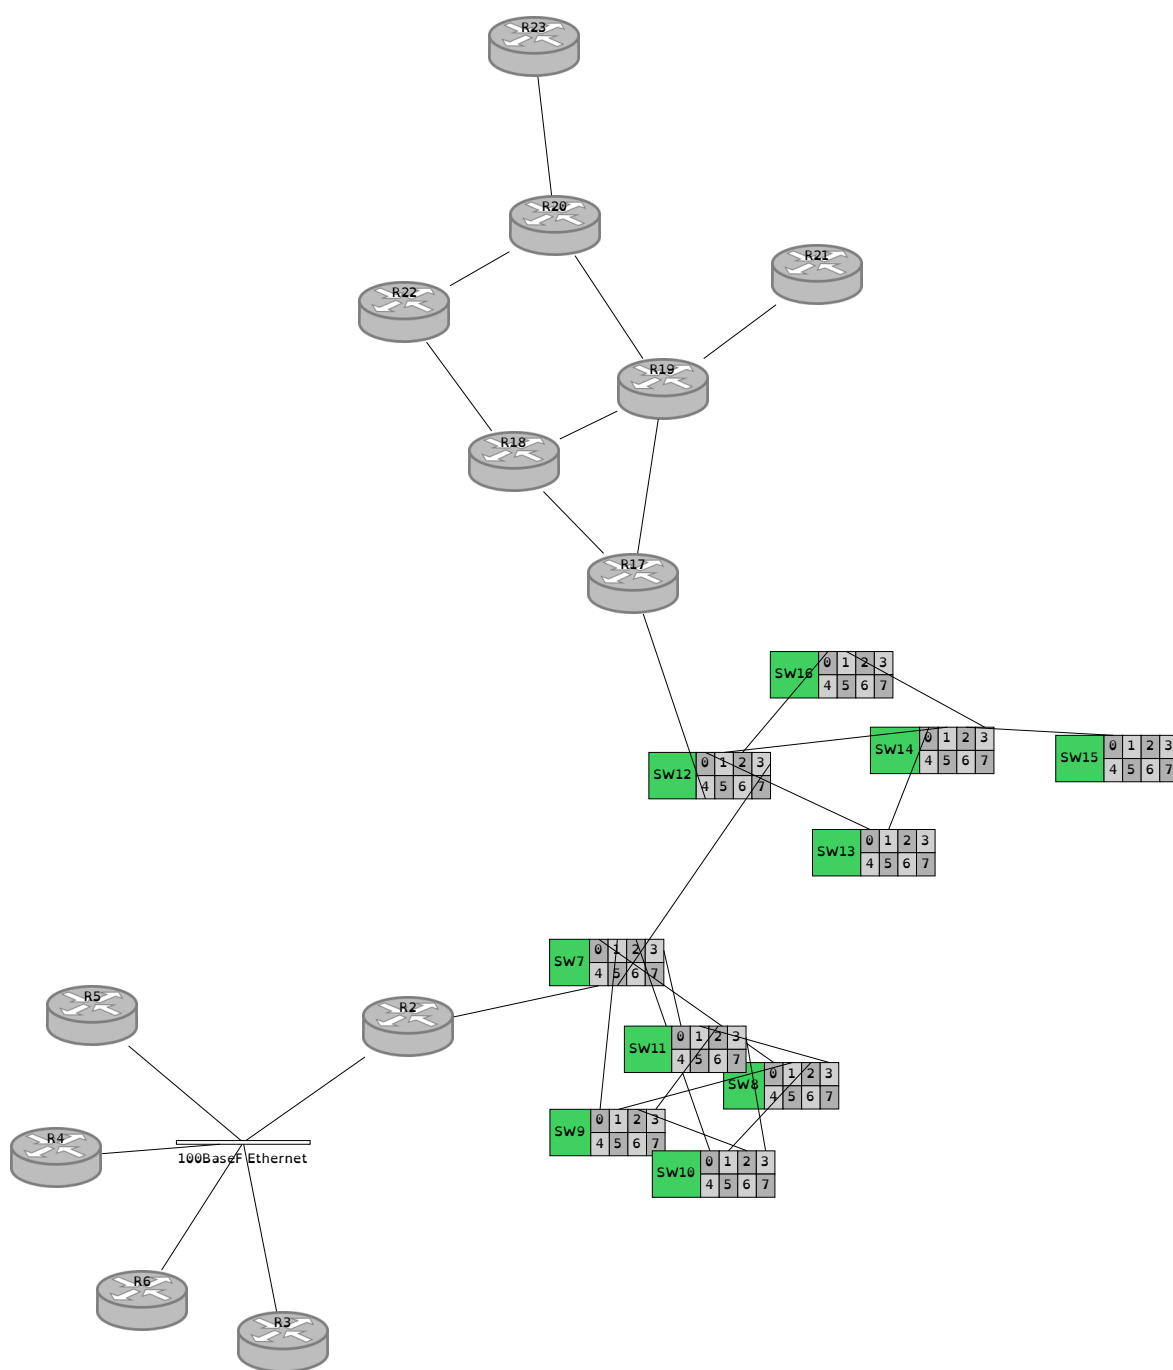 R23
R20
R21
R22
R19
R18
R17
SW16 0 1 2 3
4 5 6 7
SW14 0 1 2 3
4 5 6 7
SW15 0 1 2 3
4 5 6 7
SW12 0 1 2 3
4 5 6 7
SW13 0 1 2 3
4 5 6 7
SW7 0 1 2 3
4 5 6 7
R5
R2
SW11 0 1 2 3
4 5 6 7
SW8 0 1 2 3
4 5 6 7
SW9 0 1 2 3
4 5 6 7
R4
100BaseF Ethernet
SW10 0 1 2 3
4 5 6 7
R6
R3